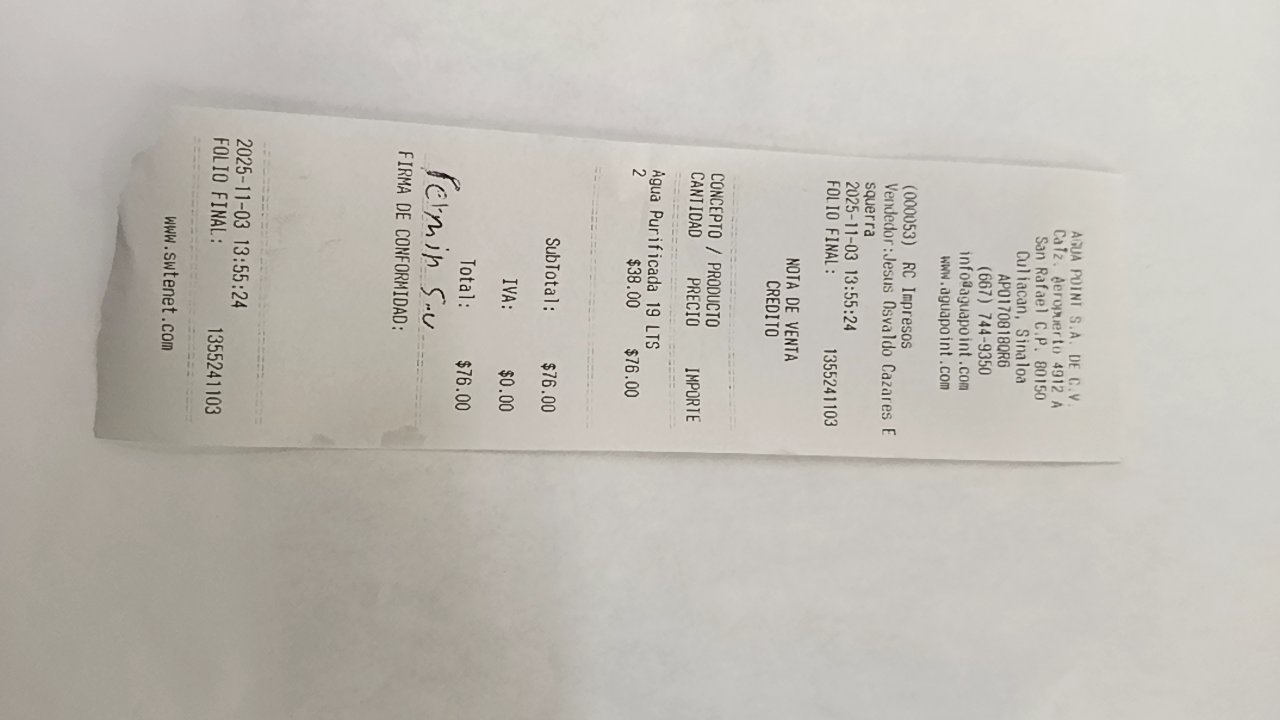 AGUA POINT S.A. DE C.V.
Calz. Aeropuerto 4912 A
San Rafael C.P. 80150
Culiacan, Sinaloa
APO170818QR6
(667) 744-9350
info@aguapoint.com
www.aguapoint.com
(000053) RC Impresos
Vendedor:Jesus Osvaldo Cazares E
squerra
2025-11-03 13:55:24
FOLIO FINAL: 1355241103
NOTA DE VENTA
CREDITO
CONCEPTO / PRODUCTO
CANTIDAD PRECIO IMPORTE
Agua Purificada 19 LTS
2 $38.00 $76.00
SubTotal: $76.00
IVA: $0.00
Total: $76.00
FIRMA DE CONFORMIDAD:
2025-11-03 13:55:24
FOLIO FINAL: 1355241103
www.swtenet.com